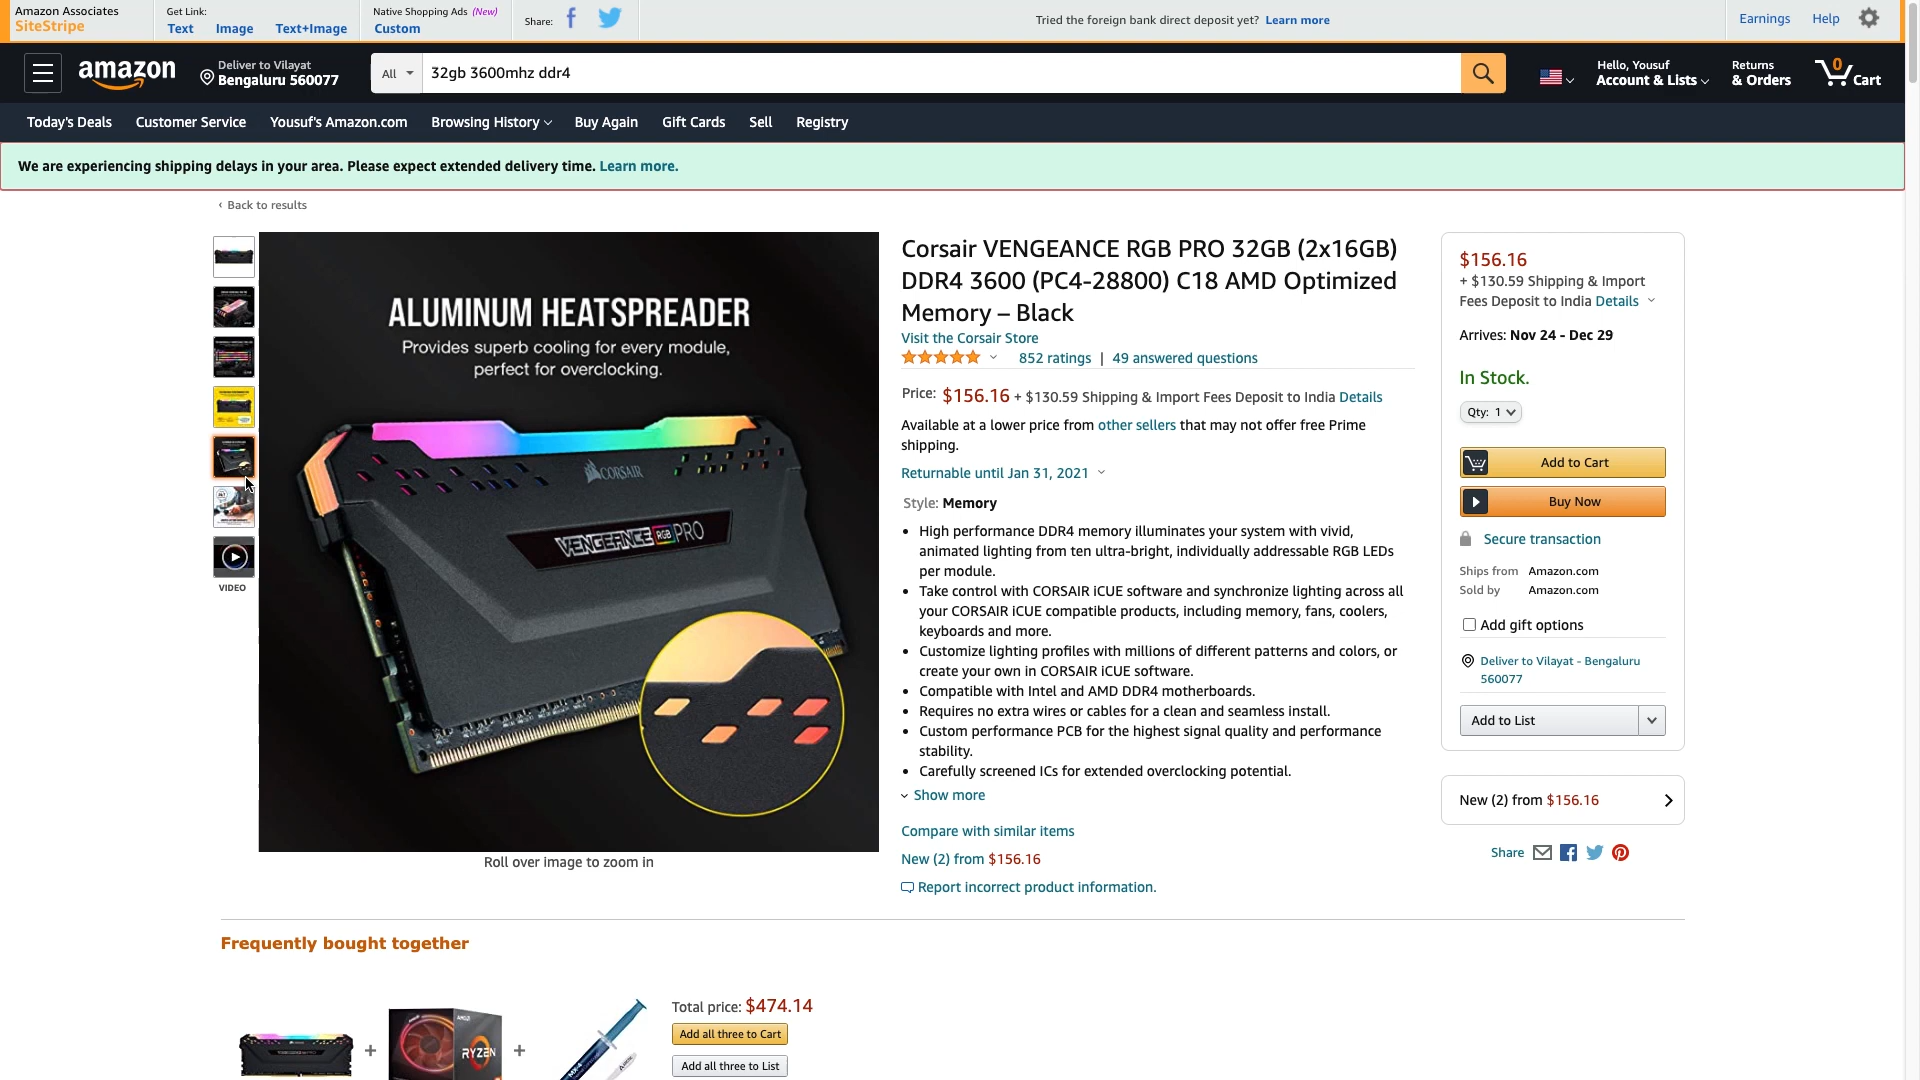 Amazon Associates
SiteStripe
Get Link:
Text Image Text+Image
Native Shopping Ads (New)
Custom
Share:
Tried the foreign bank direct deposit yet? Learn more
Earnings Help
amazon
Deliver to Vilayat
Bengaluru 560077
All
32gb 3600mhz ddr4
Hello, Yousuf
Account & Lists
Returns
& Orders
0
Cart
Today's Deals Customer Service Yousuf's Amazon.com Browsing History Buy Again Gift Cards Sell Registry
We are experiencing shipping delays in your area. Please expect extended delivery time. Learn more.
‹ Back to results
VIDEO
ALUMINUM HEATSPREADER
Provides superb cooling for every module,
perfect for overclocking.
CORSAIR
VENGEANCE RGB PRO
Roll over image to zoom in
Corsair VENGEANCE RGB PRO 32GB (2x16GB)
DDR4 3600 (PC4-28800) C18 AMD Optimized
Memory – Black
Visit the Corsair Store
852 ratings | 49 answered questions
Price: $156.16 + $130.59 Shipping & Import Fees Deposit to India Details
Available at a lower price from other sellers that may not offer free Prime
shipping.
Returnable until Jan 31, 2021
Style: Memory
• High performance DDR4 memory illuminates your system with vivid,
animated lighting from ten ultra-bright, individually addressable RGB LEDs
per module.
• Take control with CORSAIR iCUE software and synchronize lighting across all
your CORSAIR iCUE compatible products, including memory, fans, coolers,
keyboards and more.
• Customize lighting profiles with millions of different patterns and colors, or
create your own in CORSAIR iCUE software.
• Compatible with Intel and AMD DDR4 motherboards.
• Requires no extra wires or cables for a clean and seamless install.
• Custom performance PCB for the highest signal quality and performance
stability.
• Carefully screened ICs for extended overclocking potential.
Show more
Compare with similar items
New (2) from $156.16
Report incorrect product information.
$156.16
+ $130.59 Shipping & Import
Fees Deposit to India Details
Arrives: Nov 24 - Dec 29
In Stock.
Qty: 1
Add to Cart
Buy Now
Secure transaction
Ships from Amazon.com
Sold by Amazon.com
Add gift options
Deliver to Vilayat - Bengaluru
560077
Add to List
New (2) from $156.16
Share
Frequently bought together
+
AMD
RYZEN
+
MX-4
Total price: $474.14
Add all three to Cart
Add all three to List